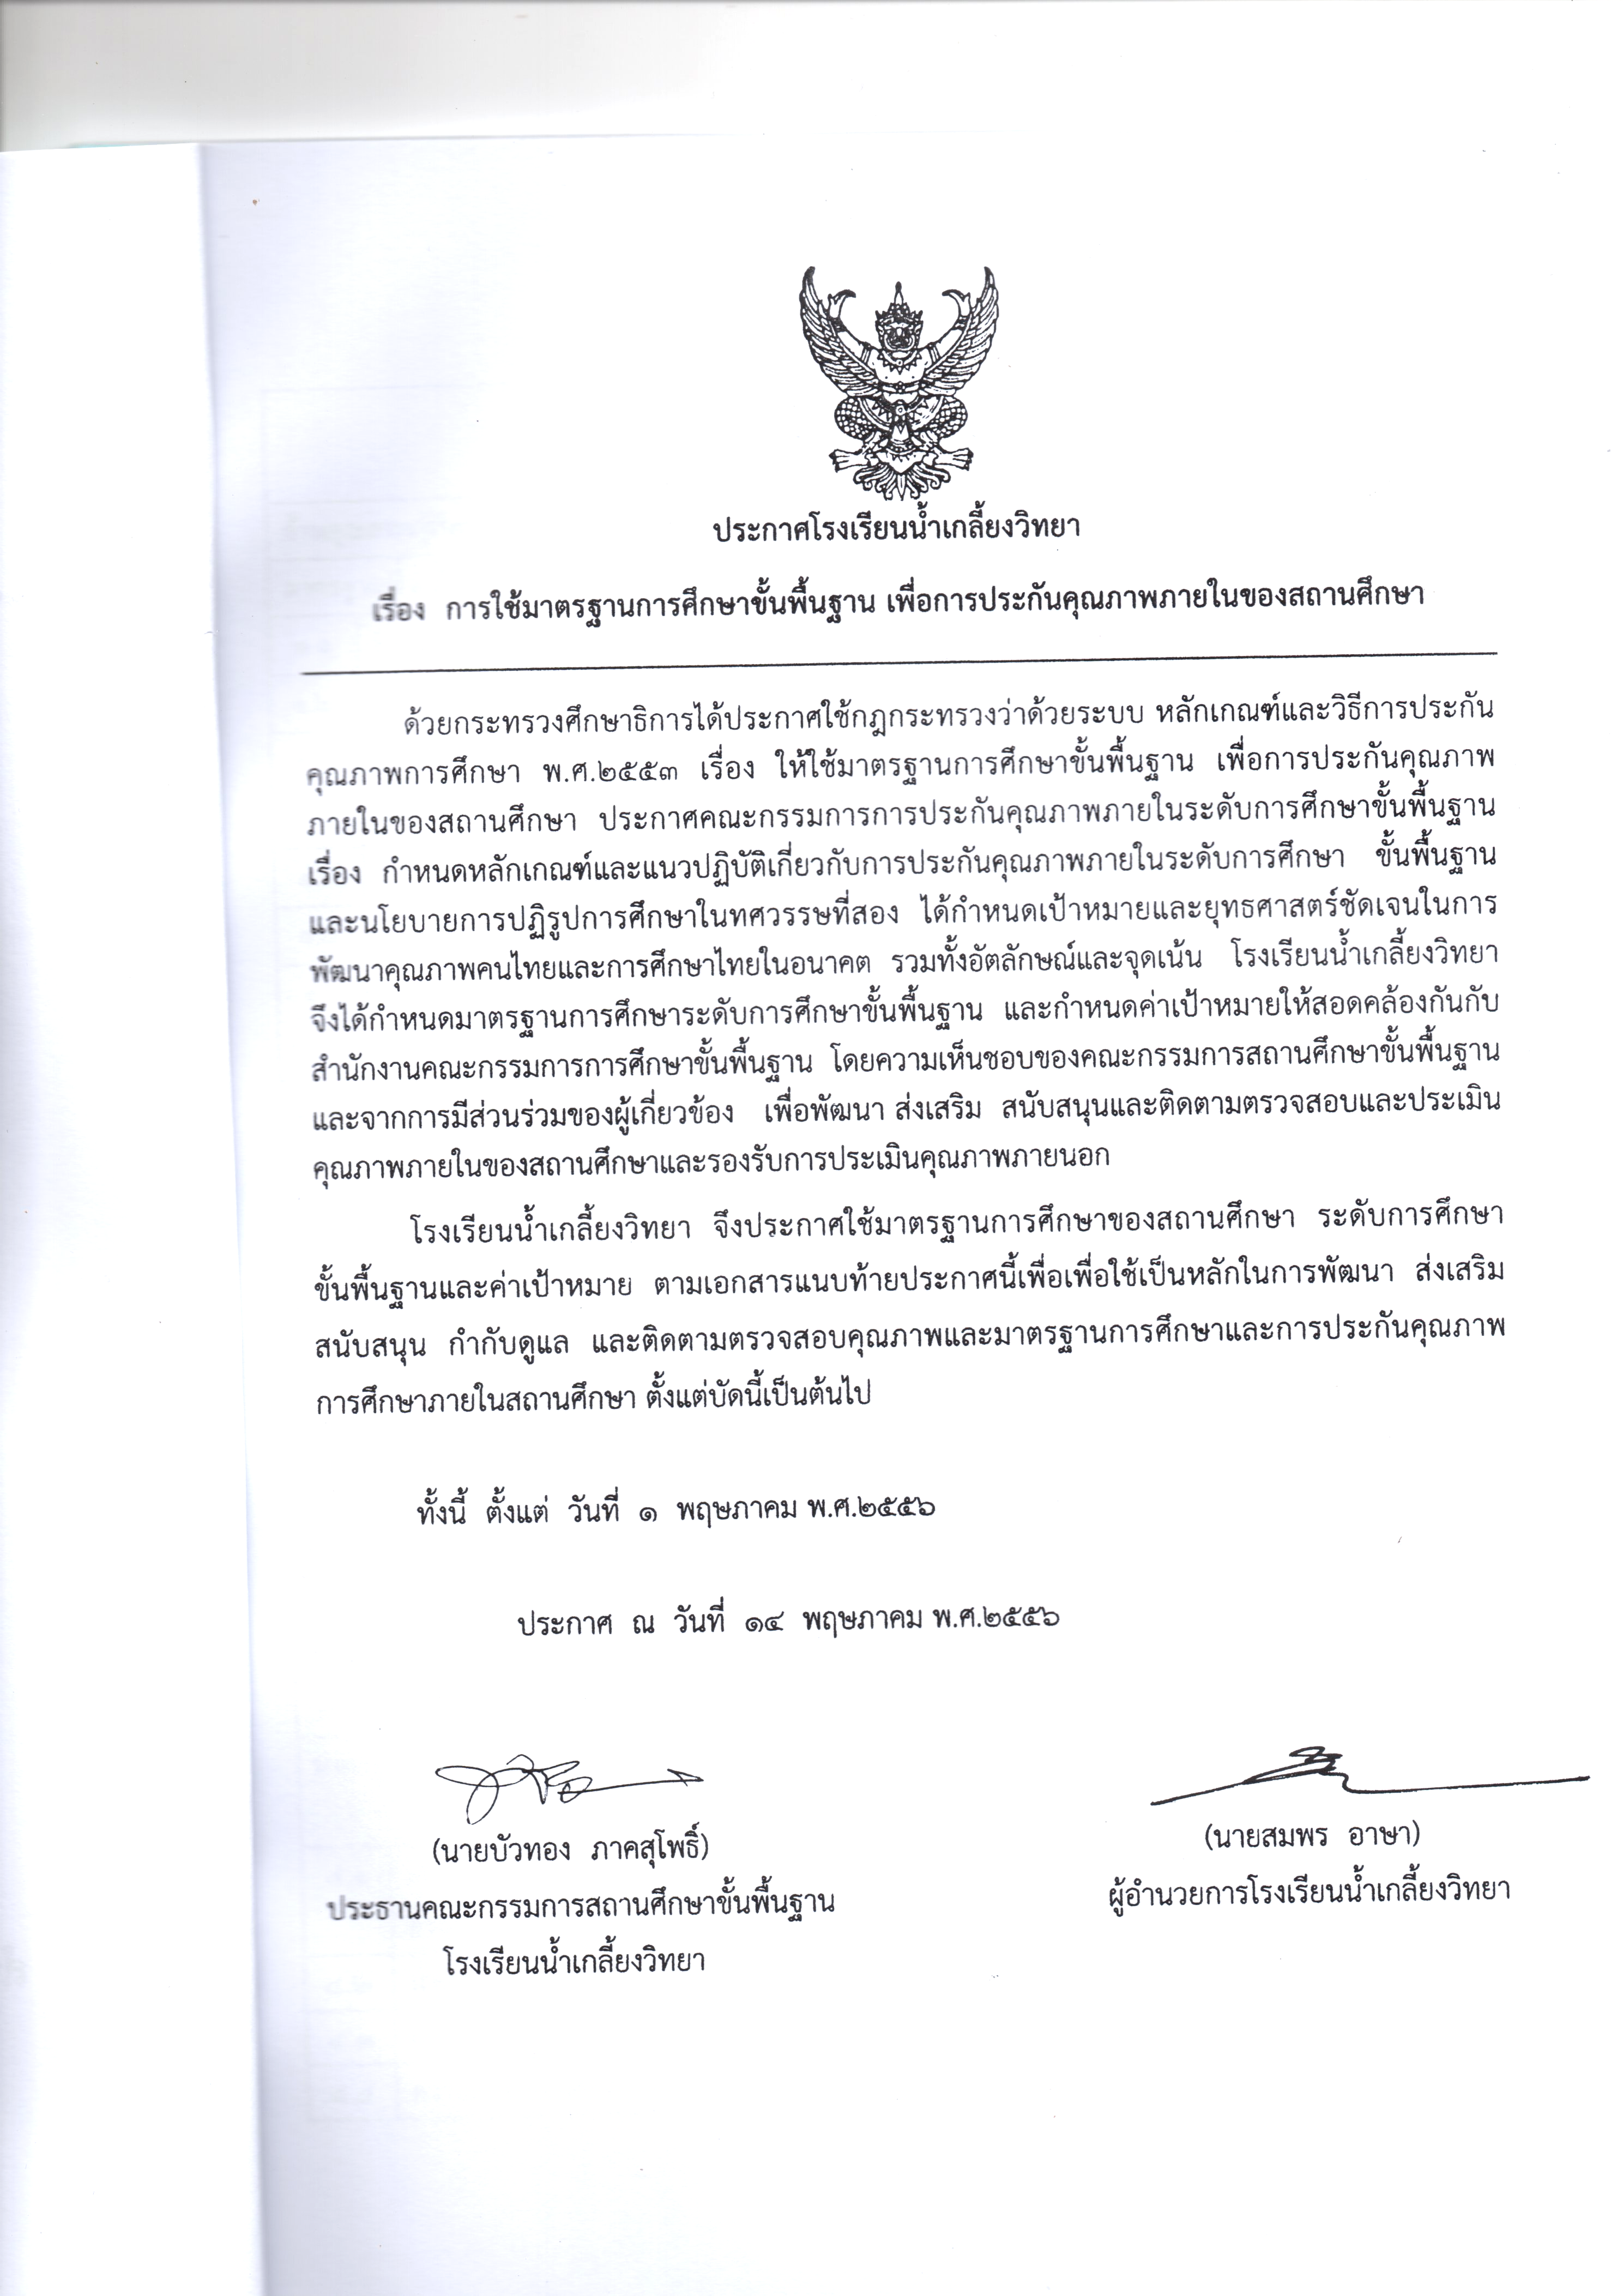 ประกาศโรงเรียนน้ำเกลี้ยงวิทยา
เรื่อง การใช้มาตรฐานการศึกษาขั้นพื้นฐาน เพื่อการประกันคุณภาพภายในของสถานศึกษา
ด้วยกระทรวงศึกษาธิการได้ประกาศใช้กฎกระทรวงว่าด้วยระบบ หลักเกณฑ์และวิธีการประกัน
คุณภาพการศึกษา พ.ศ.๒๕๕๓ เรื่อง ให้ใช้มาตรฐานการศึกษาขั้นพื้นฐาน เพื่อการประกันคุณภาพ
ภายในของสถานศึกษา ประกาศคณะกรรมการการประกันคุณภาพภายในระดับการศึกษาขั้นพื้นฐาน
เรื่อง กำหนดหลักเกณฑ์และแนวปฏิบัติเกี่ยวกับการประกันคุณภาพภายในระดับการศึกษา ขั้นพื้นฐาน
และนโยบายการปฏิรูปการศึกษาในทศวรรษที่สอง ได้กำหนดเป้าหมายและยุทธศาสตร์ชัดเจนในการ
พัฒนาคุณภาพคนไทยและการศึกษาไทยในอนาคต รวมทั้งอัตลักษณ์และจุดเน้น โรงเรียนน้ำเกลี้ยงวิทยา
จึงได้กำหนดมาตรฐานการศึกษาระดับการศึกษาขั้นพื้นฐาน และกำหนดค่าเป้าหมายให้สอดคล้องกันกับ
สำนักงานคณะกรรมการการศึกษาขั้นพื้นฐาน โดยความเห็นชอบของคณะกรรมการสถานศึกษาขั้นพื้นฐาน
และจากการมีส่วนร่วมของผู้เกี่ยวข้อง เพื่อพัฒนา ส่งเสริม สนับสนุนและติดตามตรวจสอบและประเมิน
คุณภาพภายในของสถานศึกษาและรองรับการประเมินคุณภาพภายนอก
โรงเรียนน้ำเกลี้ยงวิทยา จึงประกาศใช้มาตรฐานการศึกษาของสถานศึกษา ระดับการศึกษา
ขั้นพื้นฐานและค่าเป้าหมาย ตามเอกสารแนบท้ายประกาศนี้เพื่อเพื่อใช้เป็นหลักในการพัฒนา ส่งเสริม
สนับสนุน กำกับดูแล และติดตามตรวจสอบคุณภาพและมาตรฐานการศึกษาและการประกันคุณภาพ
การศึกษาภายในสถานศึกษา ตั้งแต่บัดนี้เป็นต้นไป
ทั้งนี้ ตั้งแต่ วันที่ ๑ พฤษภาคม พ.ศ.๒๕๕๖
ประกาศ ณ วันที่ ๑๔ พฤษภาคม พ.ศ.๒๕๕๖
(นายบัวทอง ภาคสุโพธิ์)
ประธานคณะกรรมการสถานศึกษาขั้นพื้นฐาน
โรงเรียนน้ำเกลี้ยงวิทยา
(นายสมพร อาษา)
ผู้อำนวยการโรงเรียนน้ำเกลี้ยงวิทยา